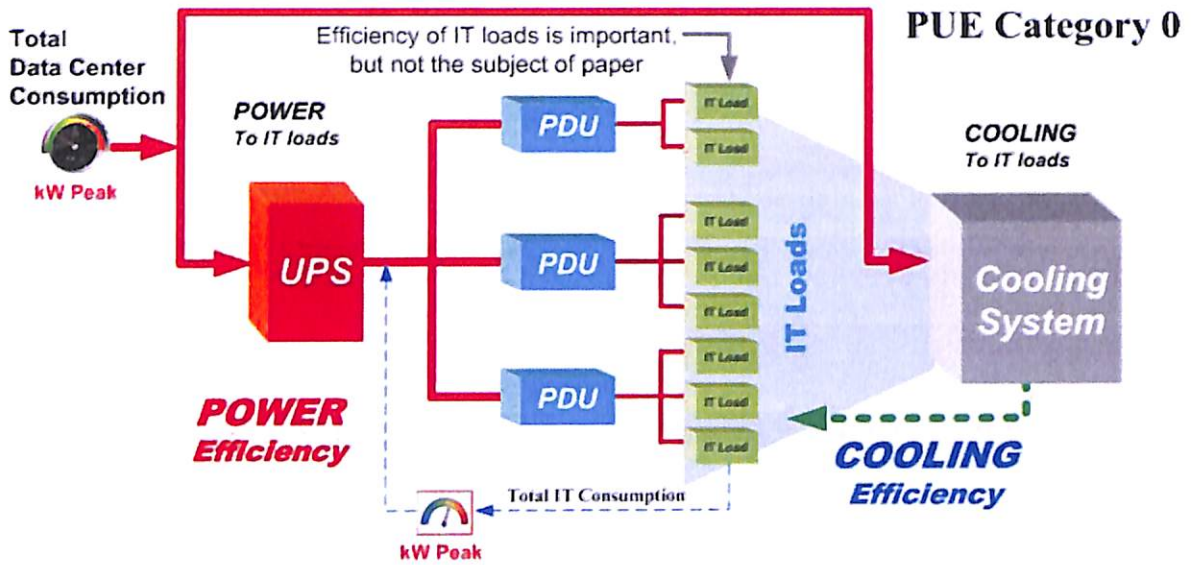 PUE Category 0
Total
Data Center
Consumption
kW Peak
Efficiency of IT loads is important,
but not the subject of paper
POWER
To IT loads
UPS
PDU
PDU
PDU
IT Load
IT Load
IT Load
IT Load
IT Load
IT Load
IT Load
IT Load
IT Loads
COOLING
To IT loads
Cooling
System
POWER
Efficiency
COOLING
Efficiency
Total IT Consumption
kW Peak